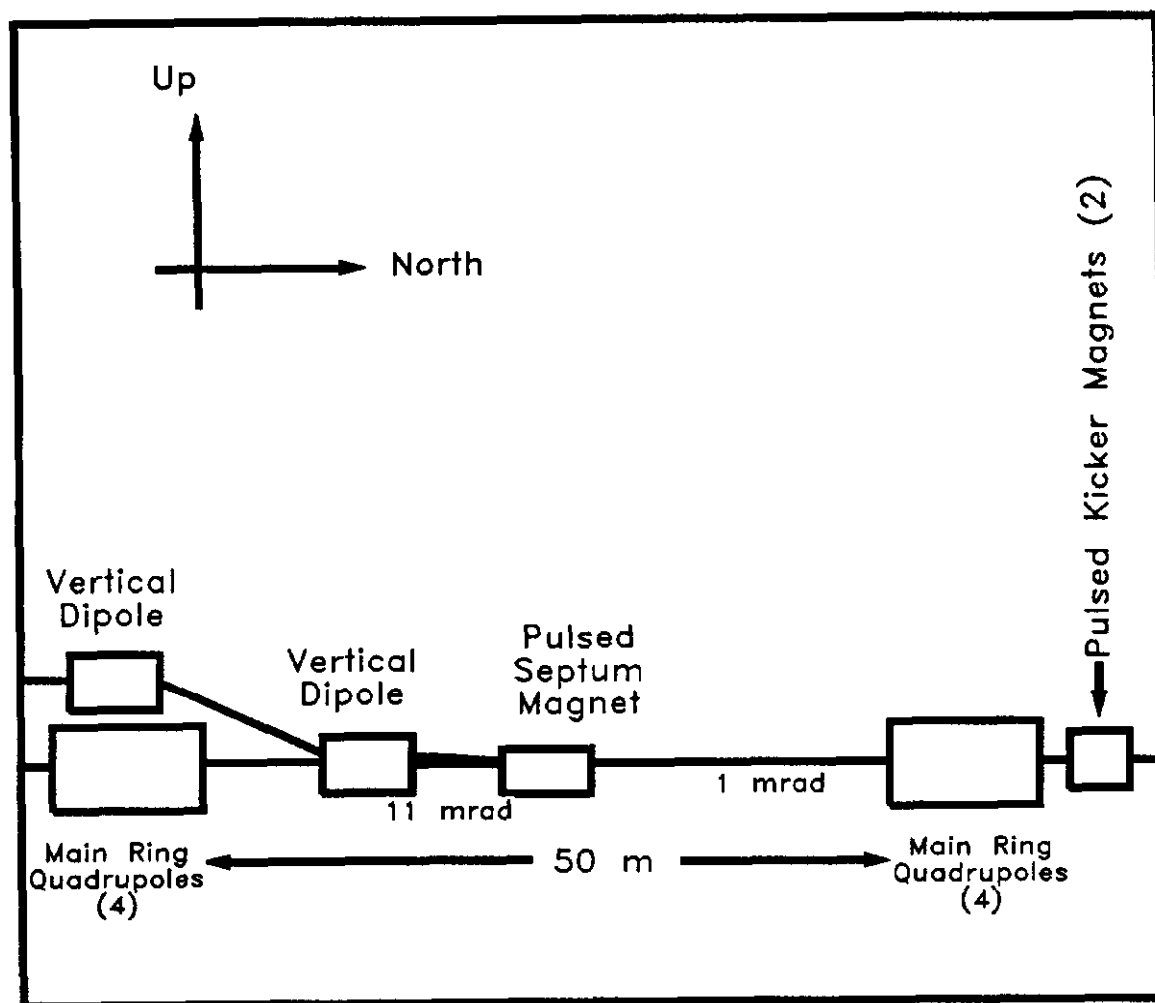 Up
North
Pulsed Kicker Magnets (2)
Vertical
Dipole
Vertical
Dipole
Pulsed
Septum
Magnet
11 mrad
1 mrad
Main Ring
Quadrupoles
(4)
50 m
Main Ring
Quadrupoles
(4)